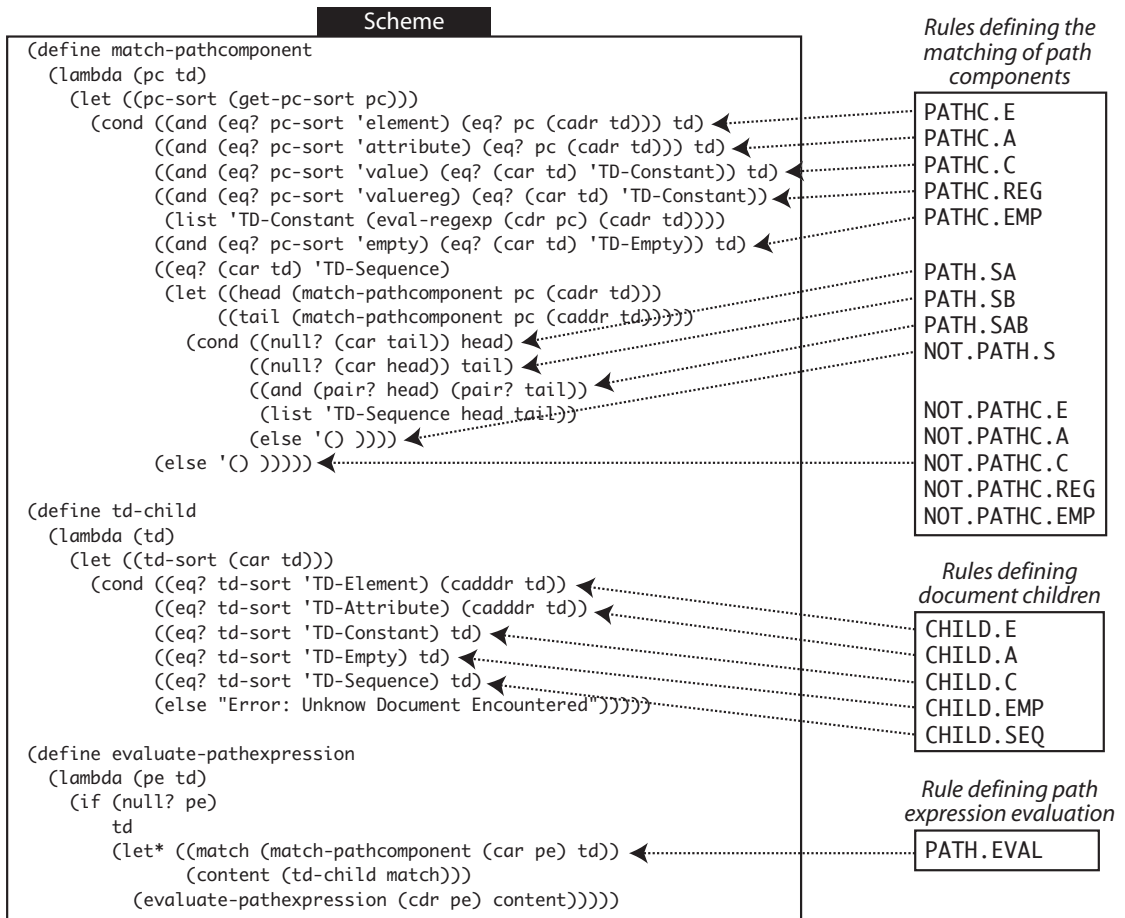 Scheme
(define match-pathcomponent
(lambda (pc td)
(let ((pc-sort (get-pc-sort pc)))
(cond ((and (eq? pc-sort 'element) (eq? pc (cadr td))) td)
((and (eq? pc-sort 'attribute) (eq? pc (cadr td))) td)
((and (eq? pc-sort 'value) (eq? (car td) 'TD-Constant)) td)
((and (eq? pc-sort 'valuereg) (eq? (car td) 'TD-Constant))
(list 'TD-Constant (eval-regexp (cdr pc) (cadr td))))
((and (eq? pc-sort 'empty) (eq? (car td) 'TD-Empty)) td)
((eq? (car td) 'TD-Sequence)
(let ((head (match-pathcomponent pc (cadr td)))
((tail (match-pathcomponent pc (caddr td)))))
(cond ((null? (car tail)) head)
((null? (car head)) tail)
((and (pair? head) (pair? tail))
(list 'TD-Sequence head tail))
(else '() ))))
(else '() )))))
(define td-child
(lambda (td)
(let ((td-sort (car td)))
(cond ((eq? td-sort 'TD-Element) (cadddr td))
((eq? td-sort 'TD-Attribute) (cadddr td))
((eq? td-sort 'TD-Constant) td)
((eq? td-sort 'TD-Empty) td)
((eq? td-sort 'TD-Sequence) td)
(else "Error: Unknow Document Encountered")))))
(define evaluate-pathexpression
(lambda (pe td)
(if (null? pe)
td
(let* ((match (match-pathcomponent (car pe) td))
(content (td-child match)))
(evaluate-pathexpression (cdr pe) content)))))
Rules defining the
matching of path
components
PATHC.E
PATHC.A
PATHC.C
PATHC.REG
PATHC.EMP
PATH.SA
PATH.SB
PATH.SAB
NOT.PATH.S
NOT.PATHC.E
NOT.PATHC.A
NOT.PATHC.C
NOT.PATHC.REG
NOT.PATHC.EMP
Rules defining
document children
CHILD.E
CHILD.A
CHILD.C
CHILD.EMP
CHILD.SEQ
Rule defining path
expression evaluation
PATH.EVAL